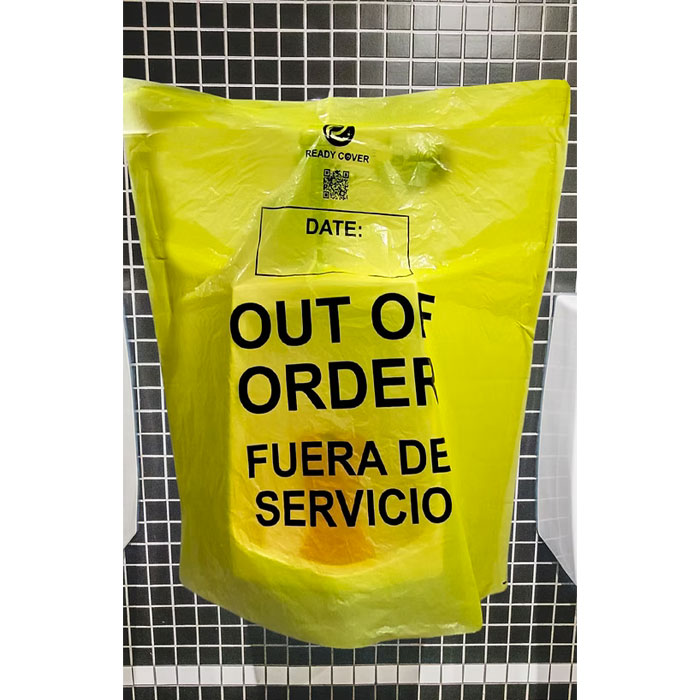 READY COVER
DATE:
OUT OF
ORDER
FUERA DE
SERVICIO